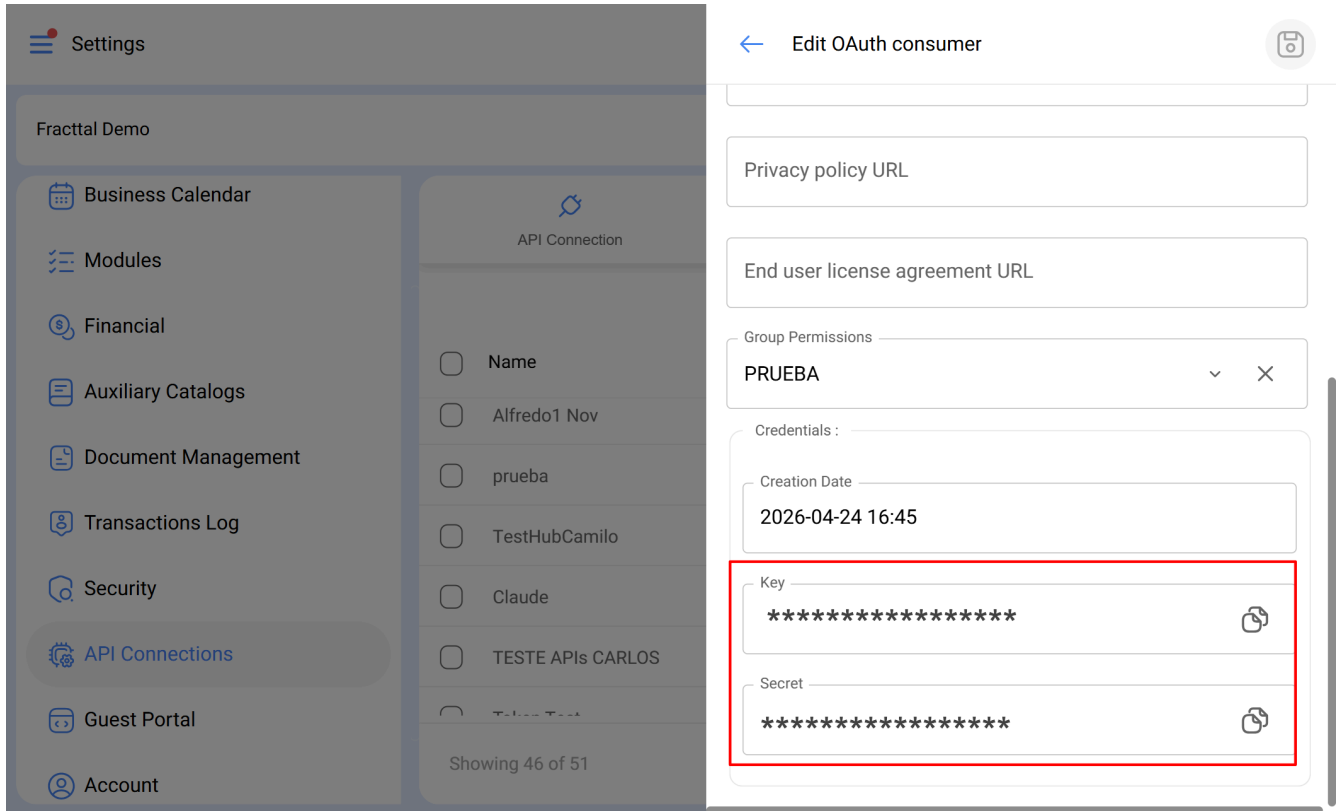 Settings
Fracttal Demo
Business Calendar
Modules
Financial
Auxiliary Catalogs
Document Management
Transactions Log
Security
API Connections
Guest Portal
Account
API Connection
Name
Alfredo1 Nov
prueba
TestHubCamilo
Claude
TESTE APIs CARLOS
Token Test
Showing 46 of 51
Edit OAuth consumer
Privacy policy URL
End user license agreement URL
Group Permissions
PRUEBA
Credentials :
Creation Date
2026-04-24 16:45
Key
*****************
Secret
*****************